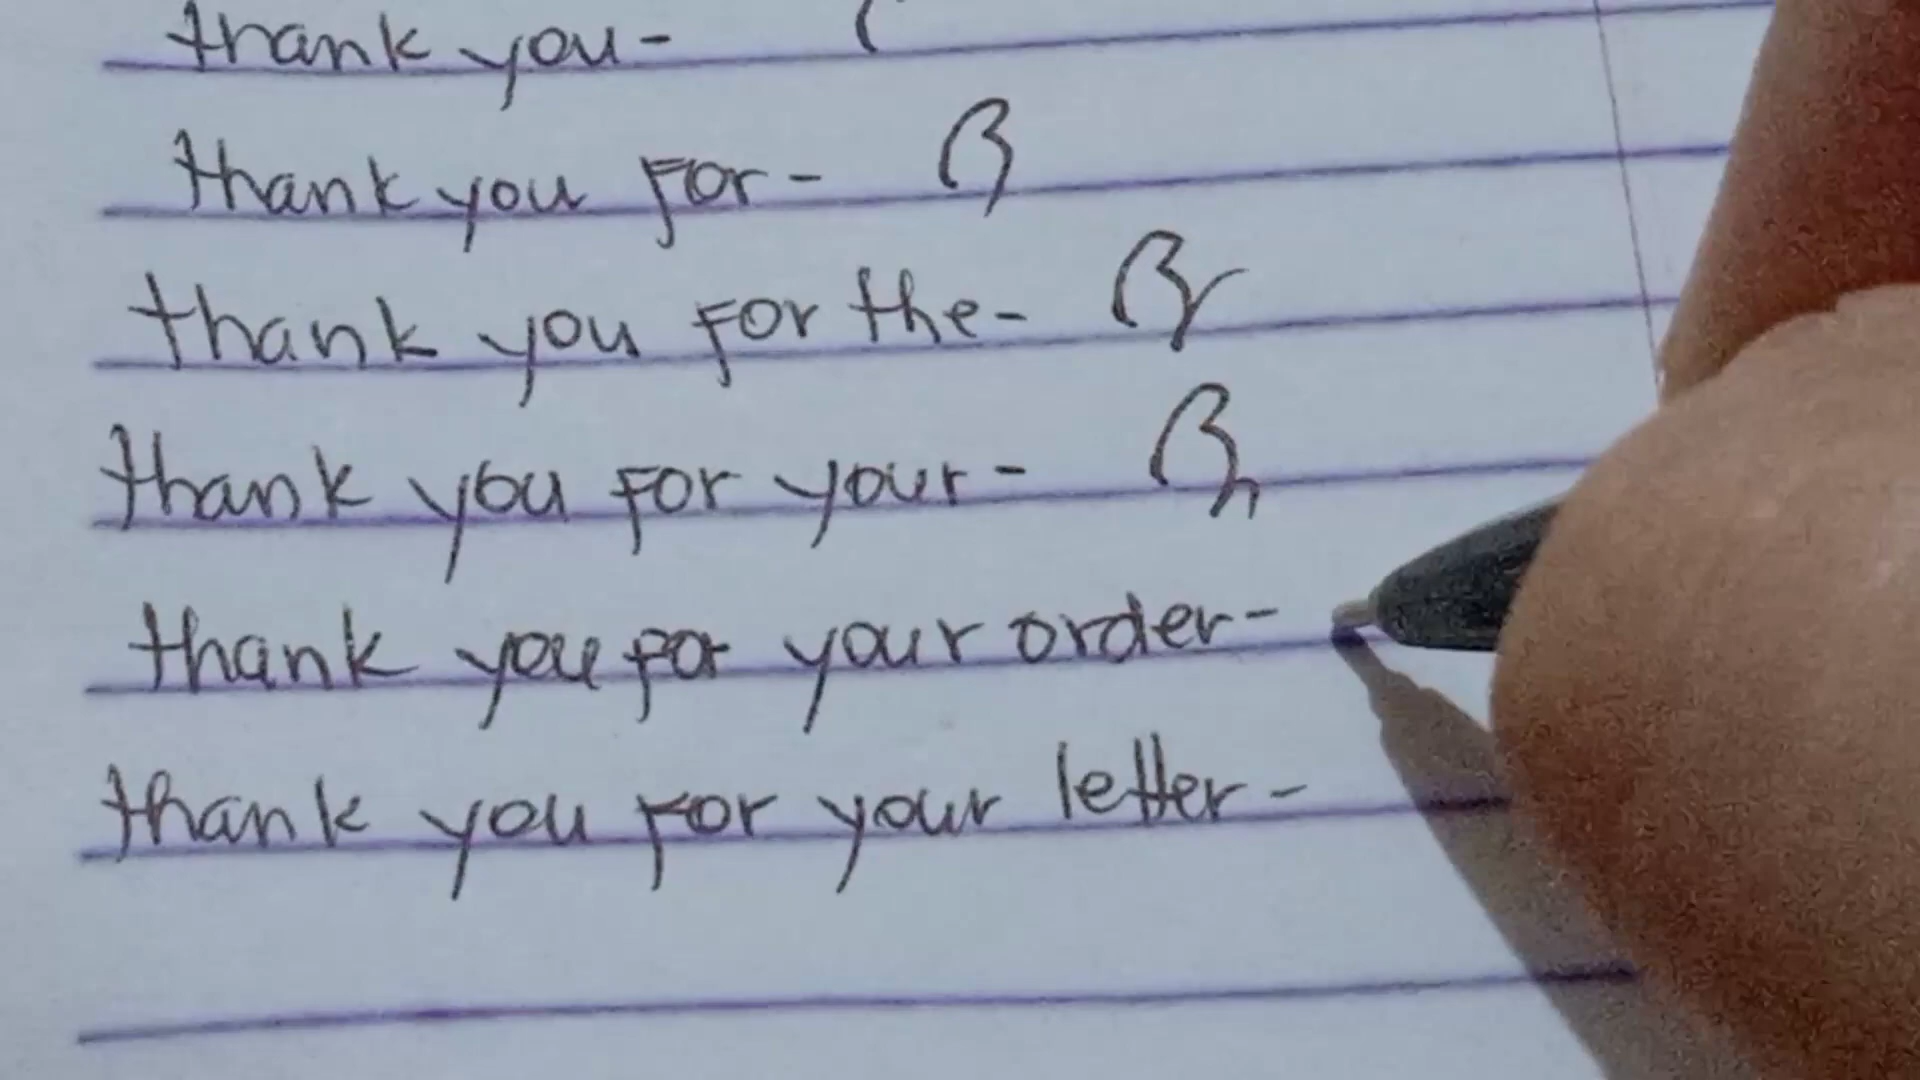 thank you-
thank you for-
thank you for the-
thank you for your-
thank you for your order-
thank you for your letter-